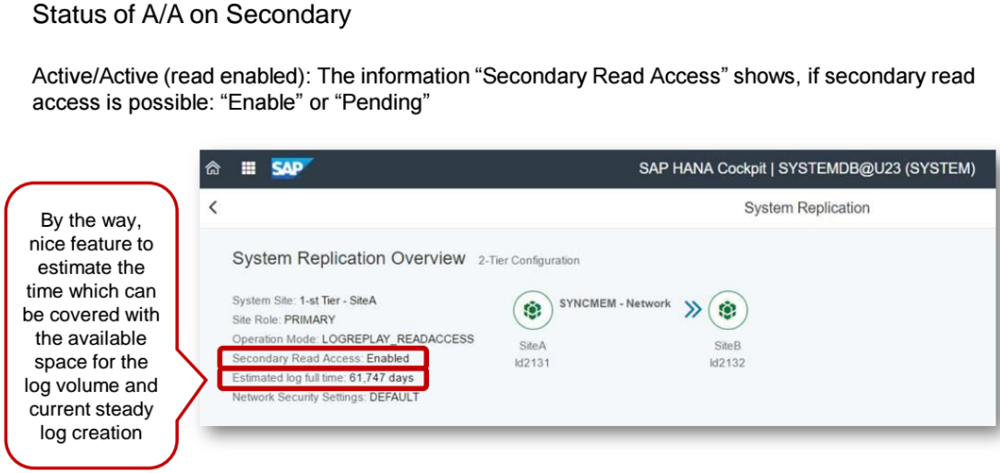 Status of A/A on Secondary
Active/Active (read enabled): The information “Secondary Read Access” shows, if secondary read
access is possible: “Enable” or “Pending”
SAP
SAP HANA Cockpit | SYSTEMDB@U23 (SYSTEM)
System Replication
By the way,
nice feature to
estimate the
time which can
be covered with
the available
space for the
log volume and
current steady
log creation
System Replication Overview 2-Tier Configuration
System Site: 1-st Tier - SiteA
Site Role: PRIMARY
Operation Mode: LOGREPLAY_READACCESS
Secondary Read Access: Enabled
Estimated log full time: 61,747 days
Network Security Settings: DEFAULT
SYNCMEM - Network
SiteA
Id2131
SiteB
Id2132